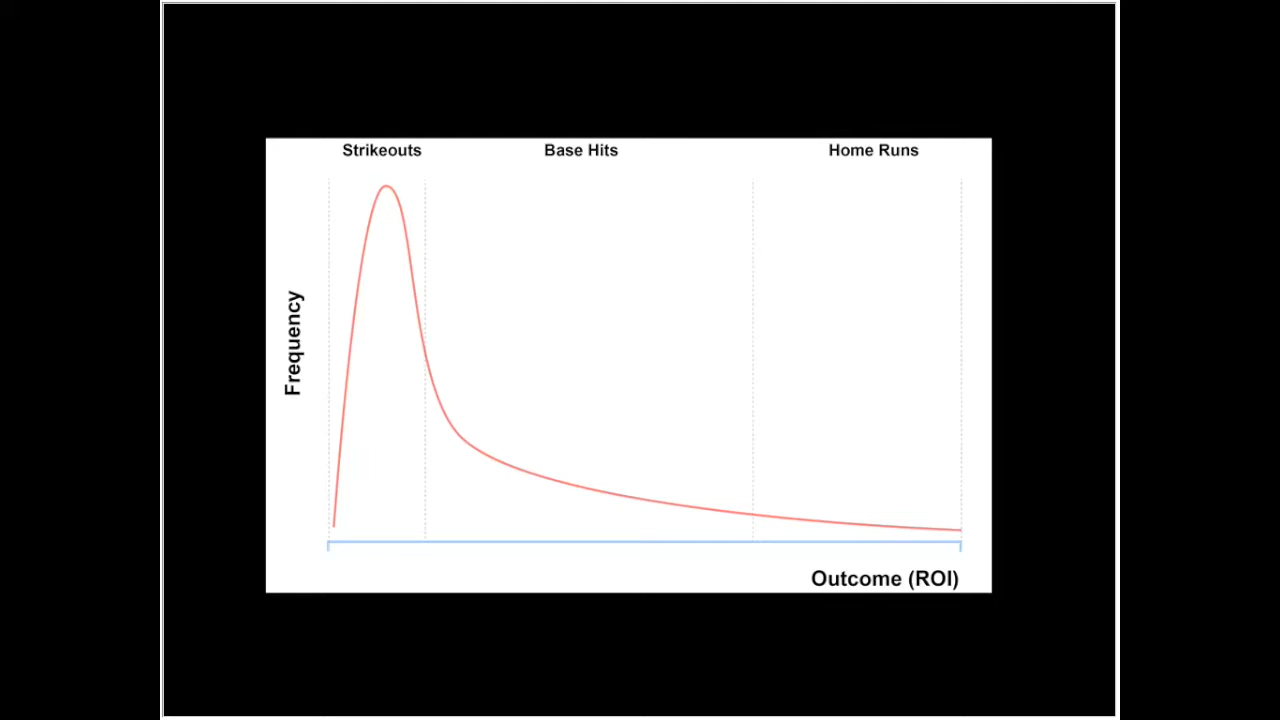 Strikeouts
Base Hits
Home Runs
Frequency
Outcome (ROI)